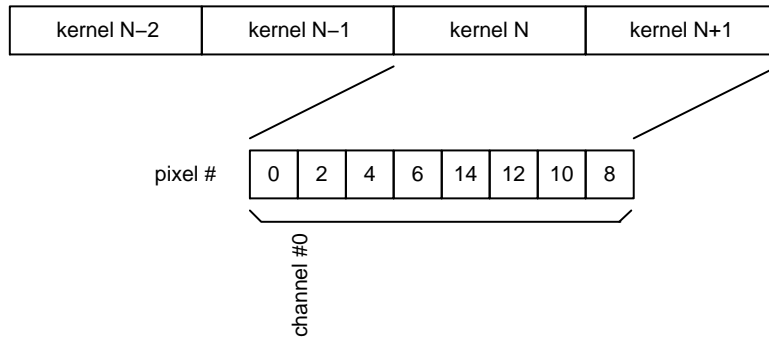 kernel N–2 kernel N–1 kernel N kernel N+1
pixel # 0 2 4 6 14 12 10 8
channel #0